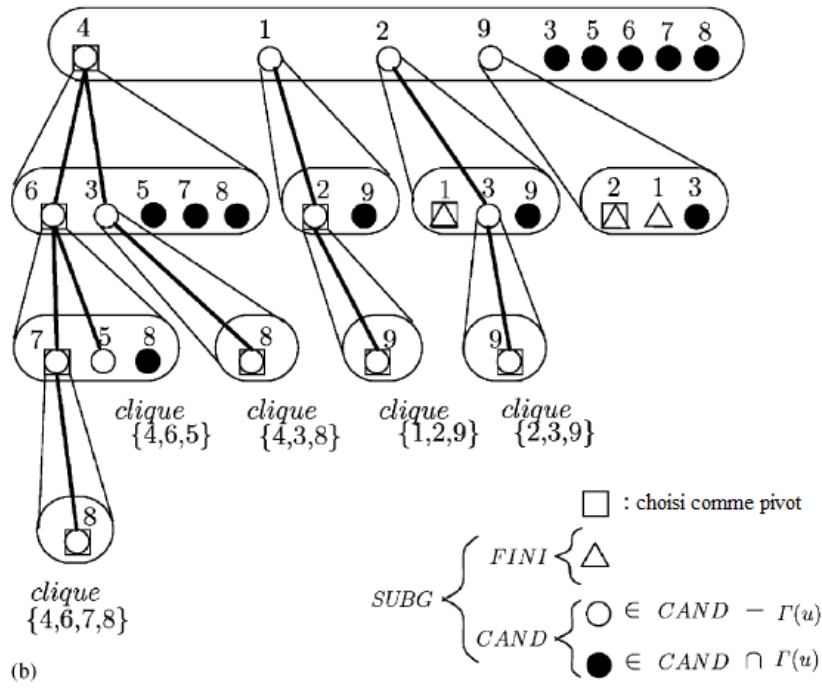 4 1 2 9 3 5 6 7 8
6 3 5 7 8 2 9 1 3 9 2 1 3
7 5 8 8 9 9
clique clique clique clique
{4,6,5} {4,3,8} {1,2,9} {2,3,9}
8
: choisi comme pivot
FINI
SUBG
clique
CAND ∈ CAND − Γ(u)
{4,6,7,8}
∈ CAND ∩ Γ(u)
(b)